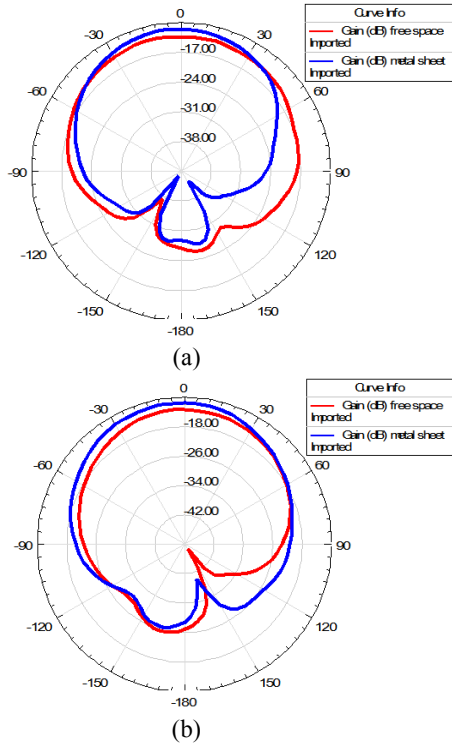 0
-30
30
-60
60
-90
90
-120
120
-150
150
-180
-17.00
-24.00
-31.00
-38.00
Curve Info
Gain (dB) free space
Imported
Gain (dB) metal sheet
Imported
(a)
0
-30
30
-60
60
-90
90
-120
120
-150
150
-180
-18.00
-26.00
-34.00
-42.00
Curve Info
Gain (dB) free space
Imported
Gain (dB) metal sheet
Imported
(b)